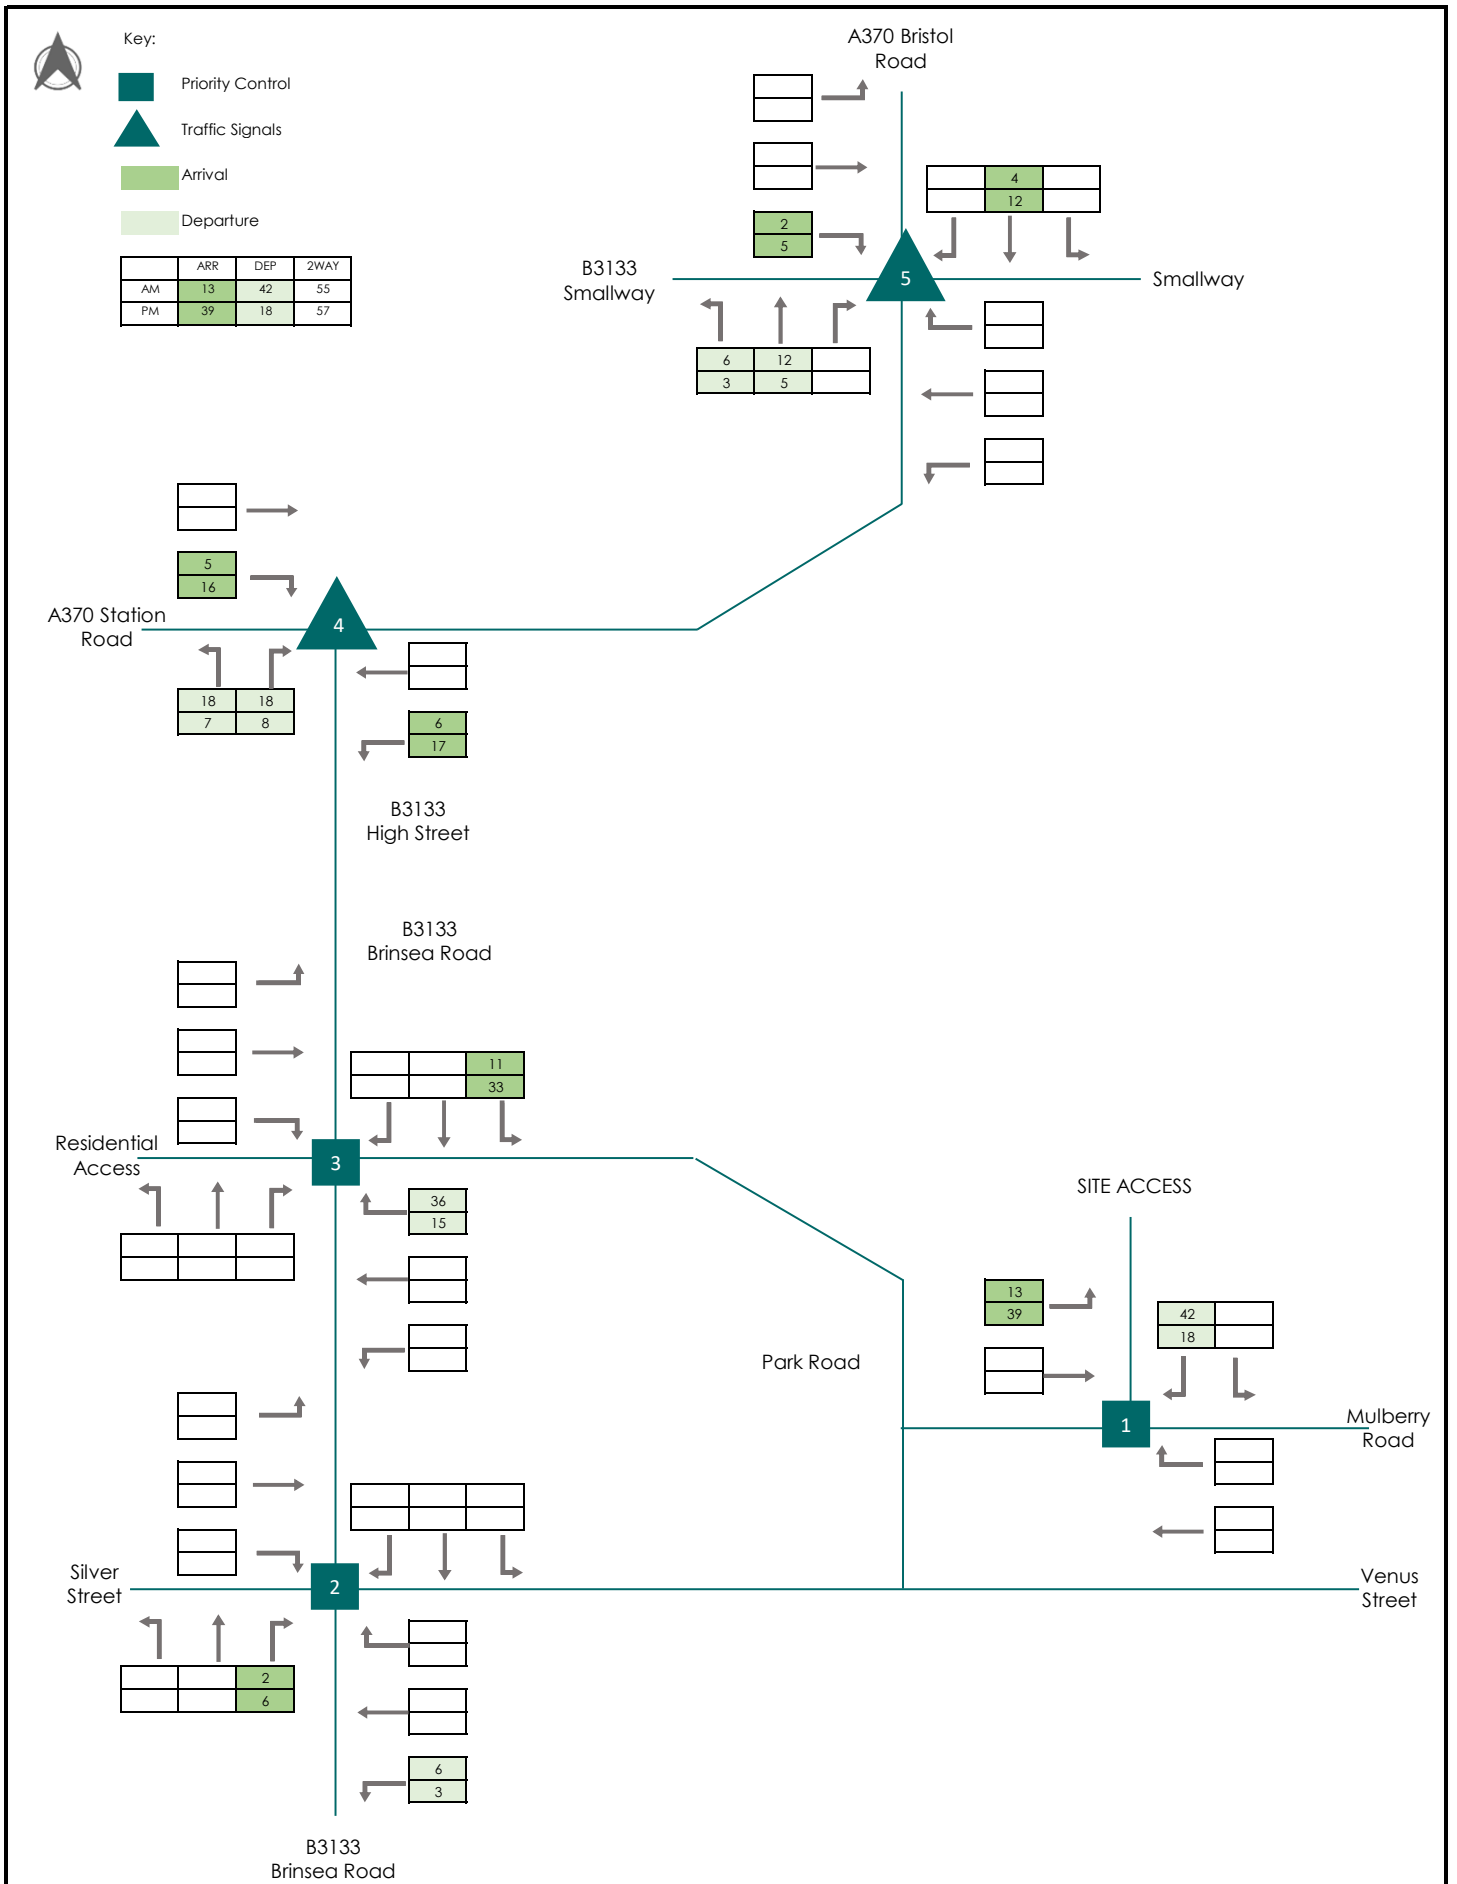 Key:
Priority Control
Traffic Signals
Arrival
Departure
ARR DEP 2WAY
AM 13 42 55
PM 39 18 57
A370 Bristol
Road
4
12
2
5
B3133
Smallway
5
Smallway
6 12
3 5
5
16
A370 Station
Road
4
18 18
7 8
6
17
B3133
High Street
B3133
Brinsea Road
11
33
Residential
Access
3
36
15
SITE ACCESS
13
39
42
18
Park Road
1
Mulberry
Road
Silver
Street
2
Venus
Street
2
6
6
3
B3133
Brinsea Road